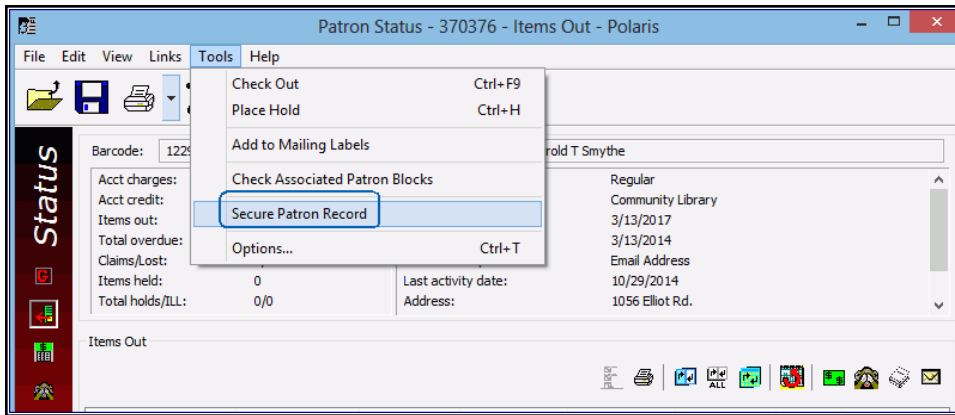 Patron Status - 370376 - Items Out - Polaris
File Edit View Links Tools Help
Check Out Ctrl+F9
Place Hold Ctrl+H
Add to Mailing Labels
Check Associated Patron Blocks
Secure Patron Record
Options... Ctrl+T
Status
Barcode: 1229 rold T Smythe
Acct charges: Regular
Acct credit: Community Library
Items out: 3/13/2017
Total overdue: 3/13/2014
Claims/Lost: Email Address
Items held: 0 Last activity date: 10/29/2014
Total holds/ILL: 0/0 Address: 1056 Elliot Rd.
Items Out
ALL